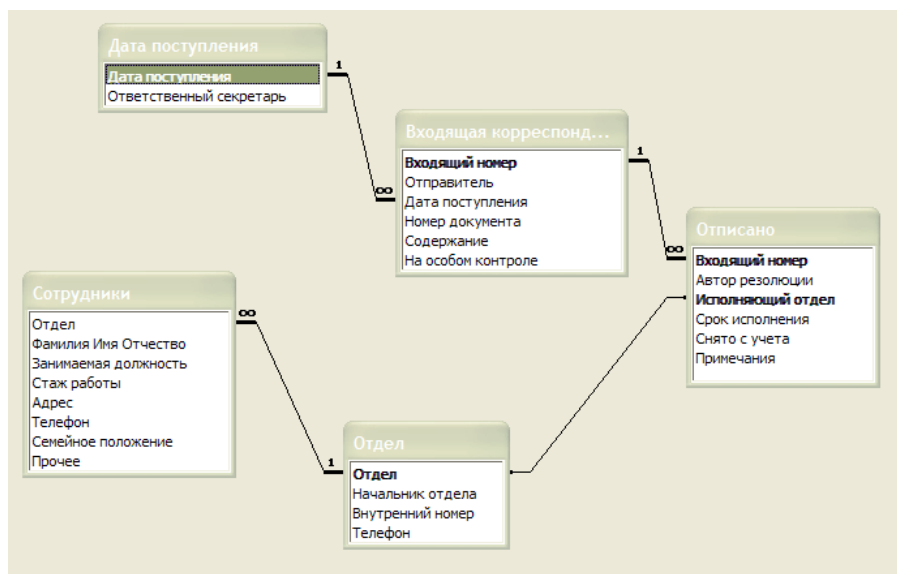 Дата поступления
Дата поступления
Ответственный секретарь
1
∞
Входящая корреспонд...
Входящий номер
Отправитель
Дата поступления
Номер документа
Содержание
На особом контроле
1
∞
Отписано
Входящий номер
Автор резолюции
Исполняющий отдел
Срок исполнения
Снято с учета
Примечания
Сотрудники
Отдел
Фамилия Имя Отчество
Занимаемая должность
Стаж работы
Адрес
Телефон
Семейное положение
Прочее
∞
1
Отдел
Отдел
Начальник отдела
Внутренний номер
Телефон